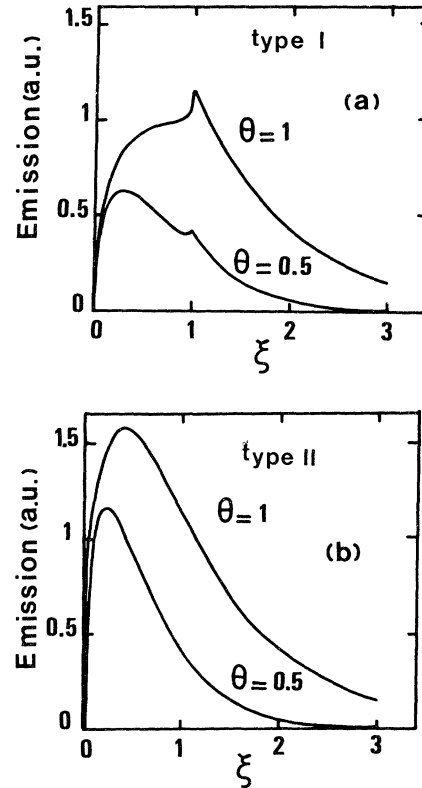 type I
(a)
Emission (a.u.)
1.5
1
0.5
0
θ=1
θ=0.5
0 1 2 3
ξ
type II
(b)
Emission (a.u.)
1.5
1
0.5
0
θ=1
θ=0.5
0 1 2 3
ξ